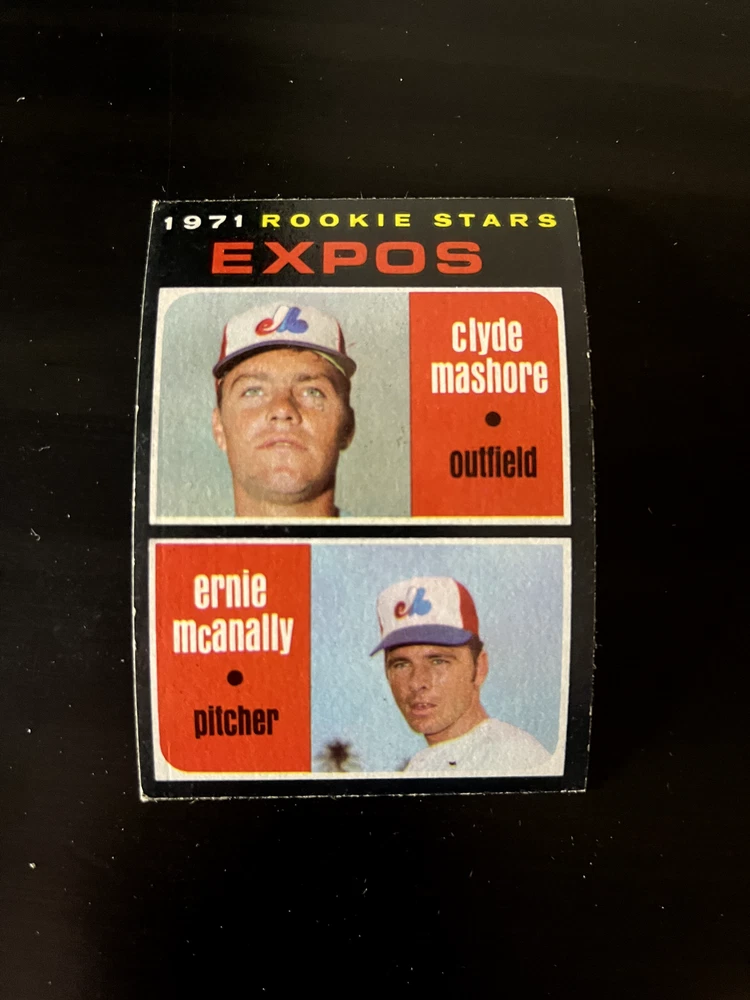 1971 ROOKIE STARS
EXPOS
clyde
mashore
outfield
ernie
mcanally
pitcher